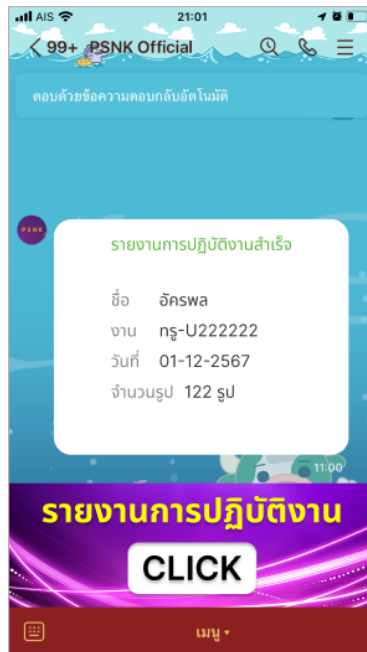 AIS 21:01
99+ PSNK Official
ตอบด้วยข้อความตอบกลับอัตโนมัติ
PSNK
รายงานการปฏิบัติงานสำเร็จ
ชื่อ อัครพล
งาน ทรู-U222222
วันที่ 01-12-2567
จำนวนรูป 122 รูป
11:00
รายงานการปฏิบัติงาน
CLICK
เมนู